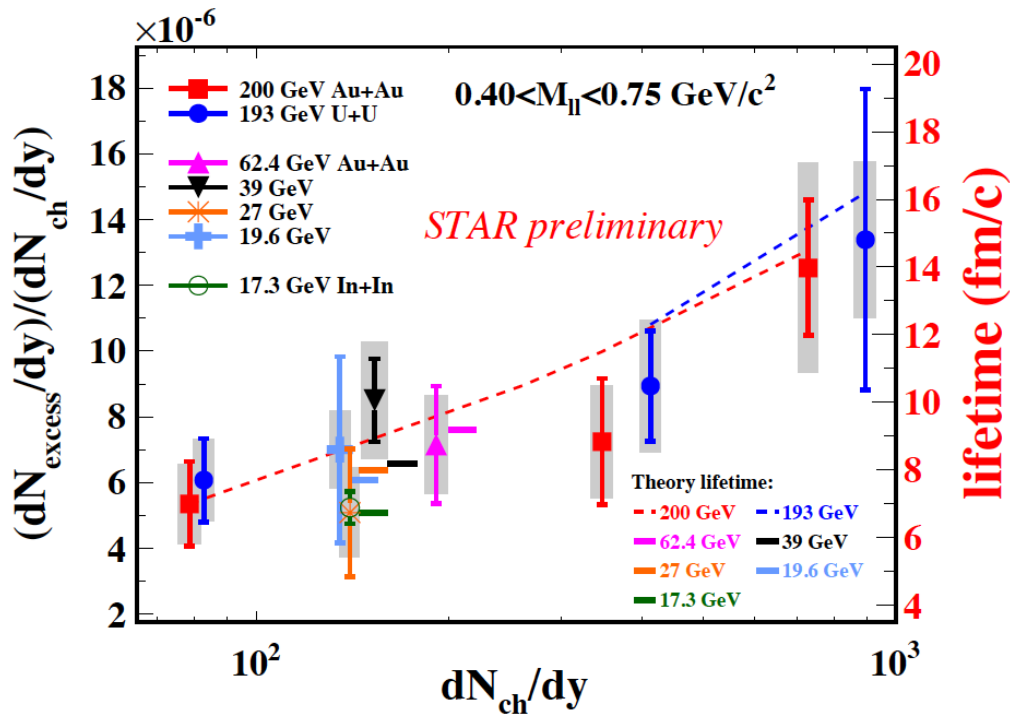 ×10⁻⁶
18
16
14
12
10
8
6
4
2
(dN_excess/dy)/(dN_ch/dy)
200 GeV Au+Au
193 GeV U+U
62.4 GeV Au+Au
39 GeV
27 GeV
19.6 GeV
17.3 GeV In+In
0.40<M_ll<0.75 GeV/c²
STAR preliminary
Theory lifetime:
200 GeV 193 GeV
62.4 GeV 39 GeV
27 GeV 19.6 GeV
17.3 GeV
20
18
16
14
12
10
8
6
4
lifetime (fm/c)
10² 10³
dN_ch/dy